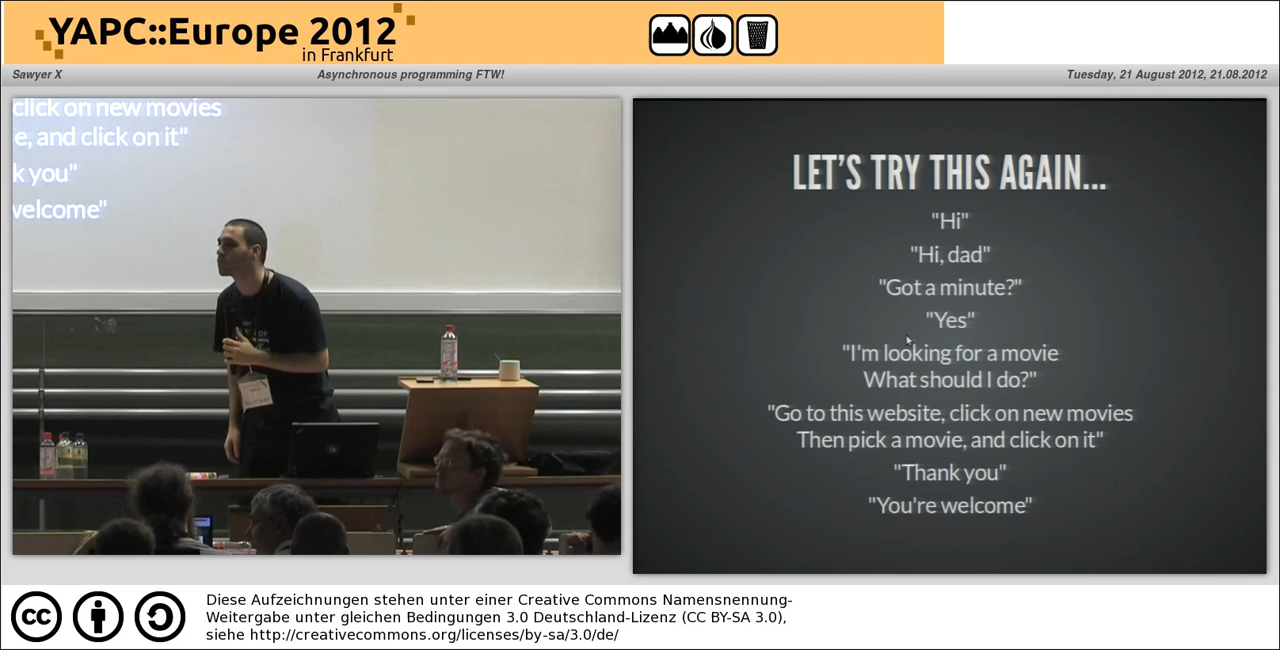 YAPC::Europe 2012
in Frankfurt
Sawyer X
Asynchronous programming FTW!
Tuesday, 21 August 2012, 21.08.2012
click on new movies
e, and click on it"
k you"
welcome"
LET'S TRY THIS AGAIN...
"Hi"
"Hi, dad"
"Got a minute?"
"Yes"
"I'm looking for a movie
What should I do?"
"Go to this website, click on new movies
Then pick a movie, and click on it"
"Thank you"
"You're welcome"
cc
Diese Aufzeichnungen stehen unter einer Creative Commons Namensnennung-
Weitergabe unter gleichen Bedingungen 3.0 Deutschland-Lizenz (CC BY-SA 3.0),
siehe http://creativecommons.org/licenses/by-sa/3.0/de/